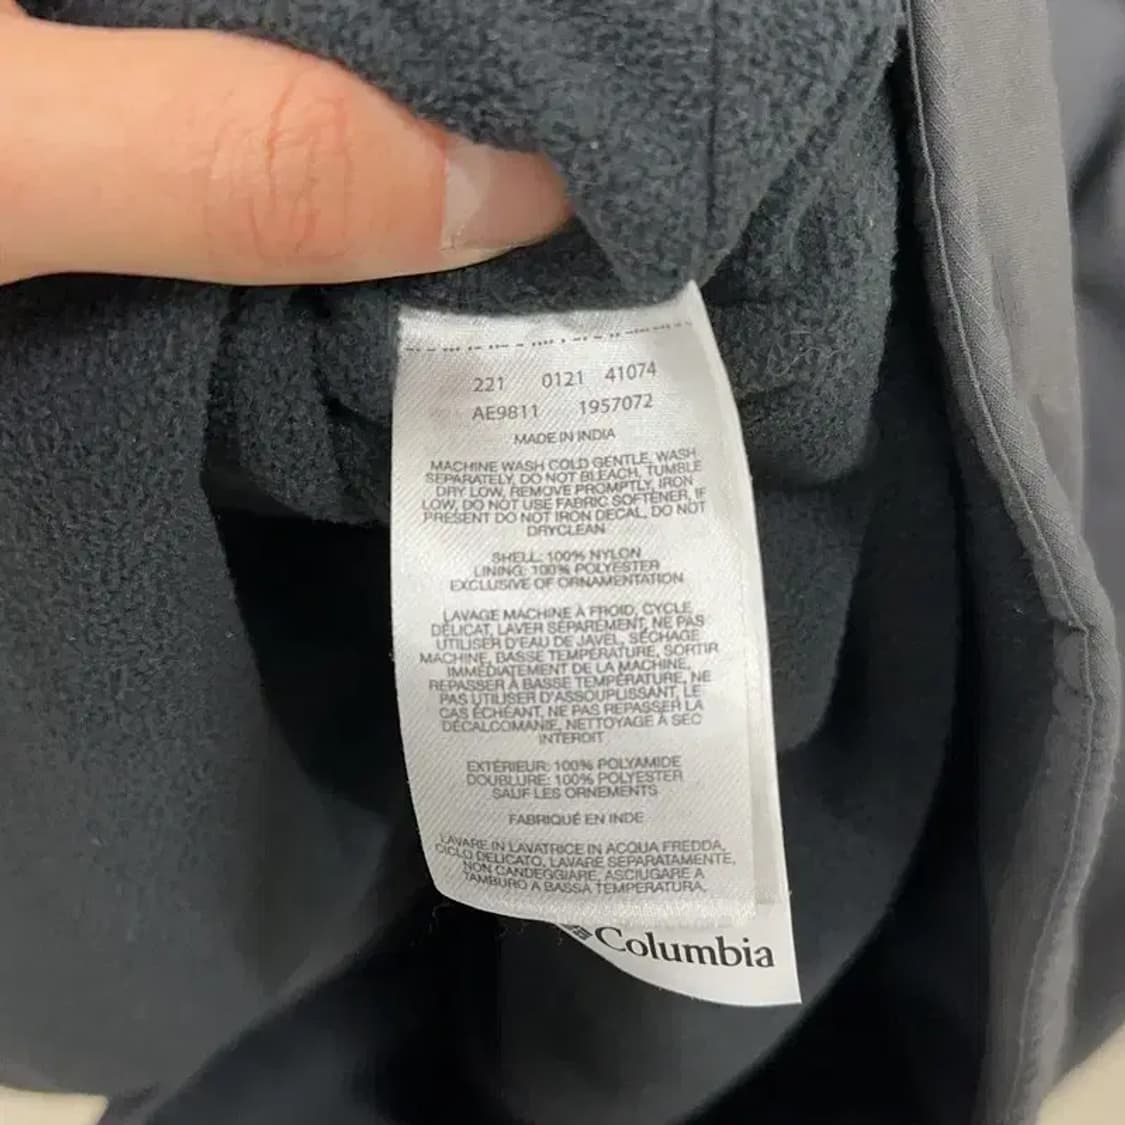 221 0121 41074
AE9811 1957072
MADE IN INDIA
MACHINE WASH COLD GENTLE, WASH
SEPARATELY, DO NOT BLEACH, TUMBLE
DRY LOW, REMOVE PROMPTLY, IRON
LOW, DO NOT USE FABRIC SOFTENER, IF
PRESENT DO NOT IRON DECAL, DO NOT
DRYCLEAN
SHELL: 100% NYLON
LINING: 100% POLYESTER
EXCLUSIVE OF ORNAMENTATION
LAVAGE MACHINE À FROID, CYCLE
DÉLICAT, LAVER SÉPARÉMENT, NE PAS
UTILISER D'EAU DE JAVEL, SÉCHAGE
MACHINE, BASSE TEMPÉRATURE, SORTIR
IMMÉDIATEMENT DE LA MACHINE,
REPASSER À BASSE TEMPÉRATURE, NE
PAS UTILISER D'ASSOUPLISSANT, LE
CAS ÉCHÉANT, NE PAS REPASSER LA
DÉCALCOMANIE, NETTOYAGE À SEC
INTERDIT
EXTÉRIEUR: 100% POLYAMIDE
DOUBLURE: 100% POLYESTER
SAUF LES ORNEMENTS
FABRIQUÉ EN INDE
LAVARE IN LAVATRICE IN ACQUA FREDDA,
CICLO DELICATO, LAVARE SEPARATAMENTE,
NON CANDEGGIARE, ASCIUGARE A
TAMBURO A BASSA TEMPERATURA,
Columbia